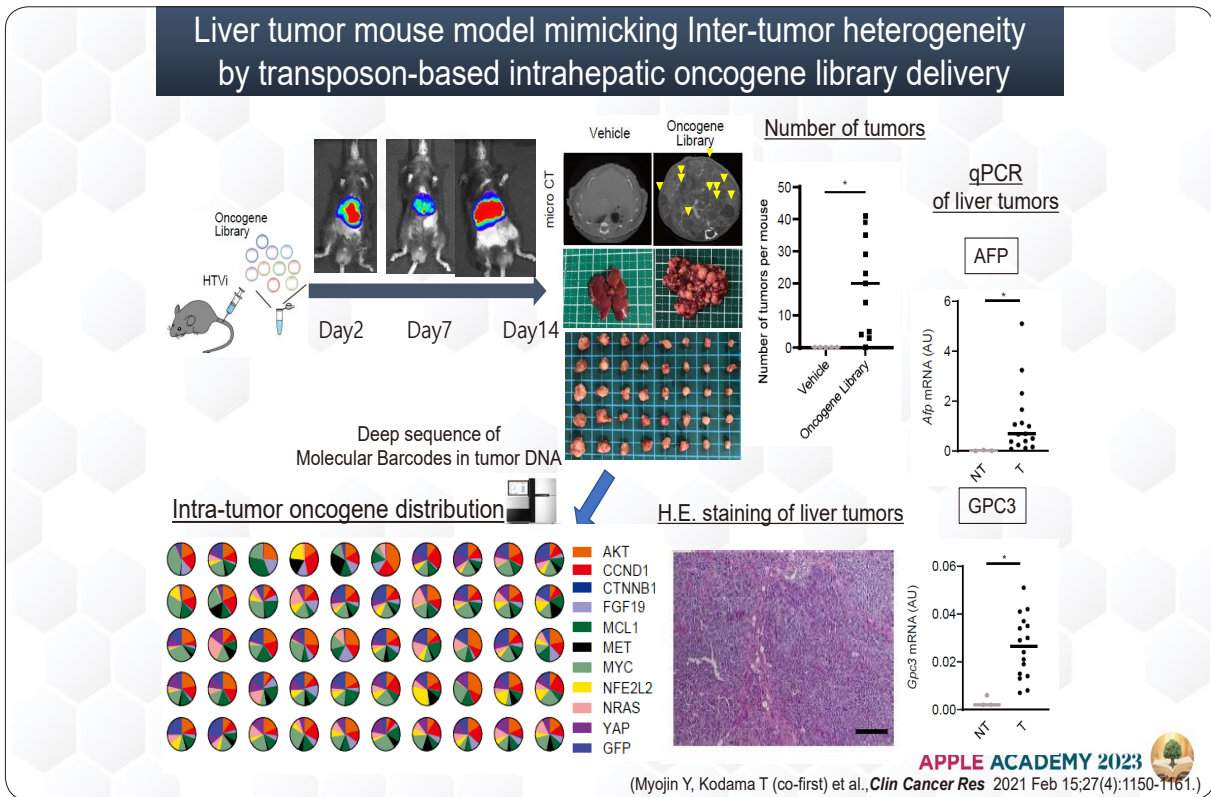 Liver tumor mouse model mimicking Inter-tumor heterogeneity
by transposon-based intrahepatic oncogene library delivery
Oncogene
Library
HTVi
Day2
Day7
Day14
micro CT
Vehicle
Oncogene
Library
Number of tumors
Number of tumors per mouse
50
40
30
20
10
0
*
Vehicle
Oncogene Library
qPCR
of liver tumors
AFP
Afp mRNA (AU)
6
4
2
0
*
NT
T
GPC3
Gpc3 mRNA (AU)
0.06
0.04
0.02
0.00
*
NT
T
Deep sequence of
Molecular Barcodes in tumor DNA
Intra-tumor oncogene distribution
AKT
CCND1
CTNNB1
FGF19
MCL1
MET
MYC
NFE2L2
NRAS
YAP
GFP
H.E. staining of liver tumors
APPLE ACADEMY 2023
(Myojin Y, Kodama T (co-first) et al.,Clin Cancer Res 2021 Feb 15;27(4):1150-1161.)